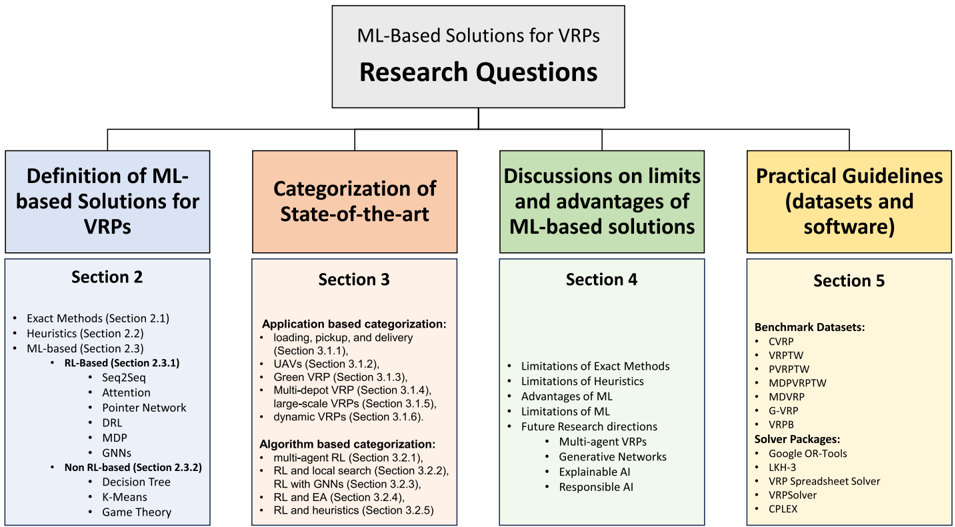 ML-Based Solutions for VRPs
Research Questions
Definition of ML-
based Solutions for
VRPs
Section 2
• Exact Methods (Section 2.1)
• Heuristics (Section 2.2)
• ML-based (Section 2.3)
• RL-Based (Section 2.3.1)
• Seq2Seq
• Attention
• Pointer Network
• DRL
• MDP
• GNNs
• Non RL-based (Section 2.3.2)
• Decision Tree
• K-Means
• Game Theory
Categorization of
State-of-the-art
Section 3
Application based categorization:
• loading, pickup, and delivery
(Section 3.1.1),
• UAVs (Section 3.1.2),
• Green VRP (Section 3.1.3),
• Multi-depot VRP (Section 3.1.4),
large-scale VRPs (Section 3.1.5),
• dynamic VRPs (Section 3.1.6).
Algorithm based categorization:
• multi-agent RL (Section 3.2.1),
• RL and local search (Section 3.2.2),
RL with GNNs (Section 3.2.3),
• RL and EA (Section 3.2.4),
• RL and heuristics (Section 3.2.5)
Discussions on limits
and advantages of
ML-based solutions
Section 4
• Limitations of Exact Methods
• Limitations of Heuristics
• Advantages of ML
• Limitations of ML
• Future Research directions
• Multi-agent VRPs
• Generative Networks
• Explainable AI
• Responsible AI
Practical Guidelines
(datasets and
software)
Section 5
Benchmark Datasets:
• CVRP
• VRPTW
• PVRPTW
• MDPVRPTW
• MDVRP
• G-VRP
• VRPB
Solver Packages:
• Google OR-Tools
• LKH-3
• VRP Spreadsheet Solver
• VRPSolver
• CPLEX